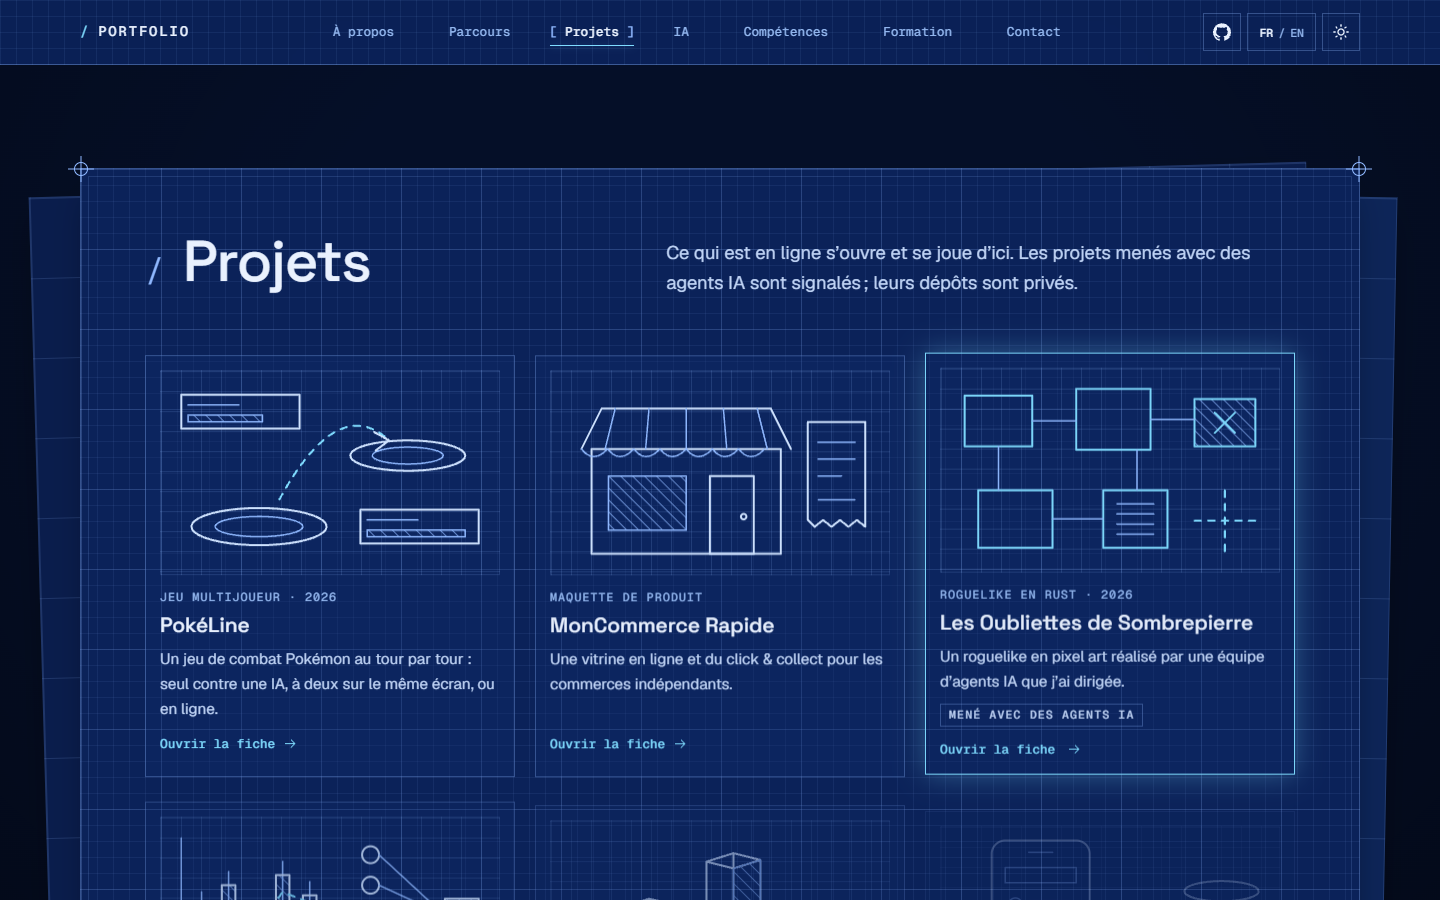 / PORTFOLIO
À propos
Parcours
[ Projets ]
IA
Compétences
Formation
Contact
FR / EN
/ Projets
Ce qui est en ligne s’ouvre et se joue d’ici. Les projets menés avec des
agents IA sont signalés ; leurs dépôts sont privés.
JEU MULTIJOUEUR · 2026
PokéLine
Un jeu de combat Pokémon au tour par tour :
seul contre une IA, à deux sur le même écran, ou
en ligne.
Ouvrir la fiche →
MAQUETTE DE PRODUIT
MonCommerce Rapide
Une vitrine en ligne et du click & collect pour les
commerces indépendants.
Ouvrir la fiche →
ROGUELIKE EN RUST · 2026
Les Oubliettes de Sombrepierre
Un roguelike en pixel art réalisé par une équipe
d’agents IA que j’ai dirigée.
MENÉ AVEC DES AGENTS IA
Ouvrir la fiche →